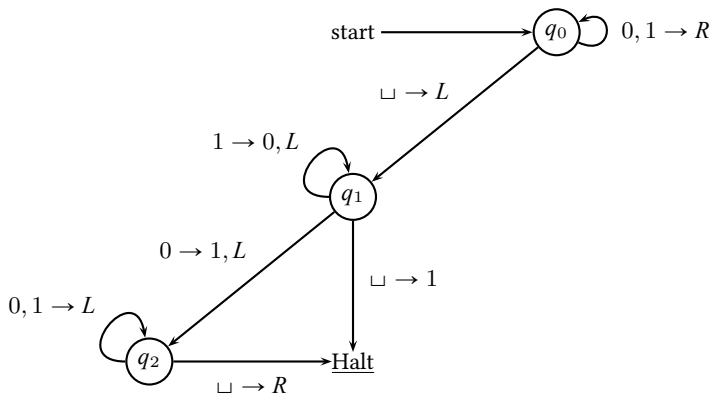 start
q₀
0, 1 → R
⊔ → L
1 → 0, L
q₁
0 → 1, L
⊔ → 1
0, 1 → L
q₂
Halt
⊔ → R